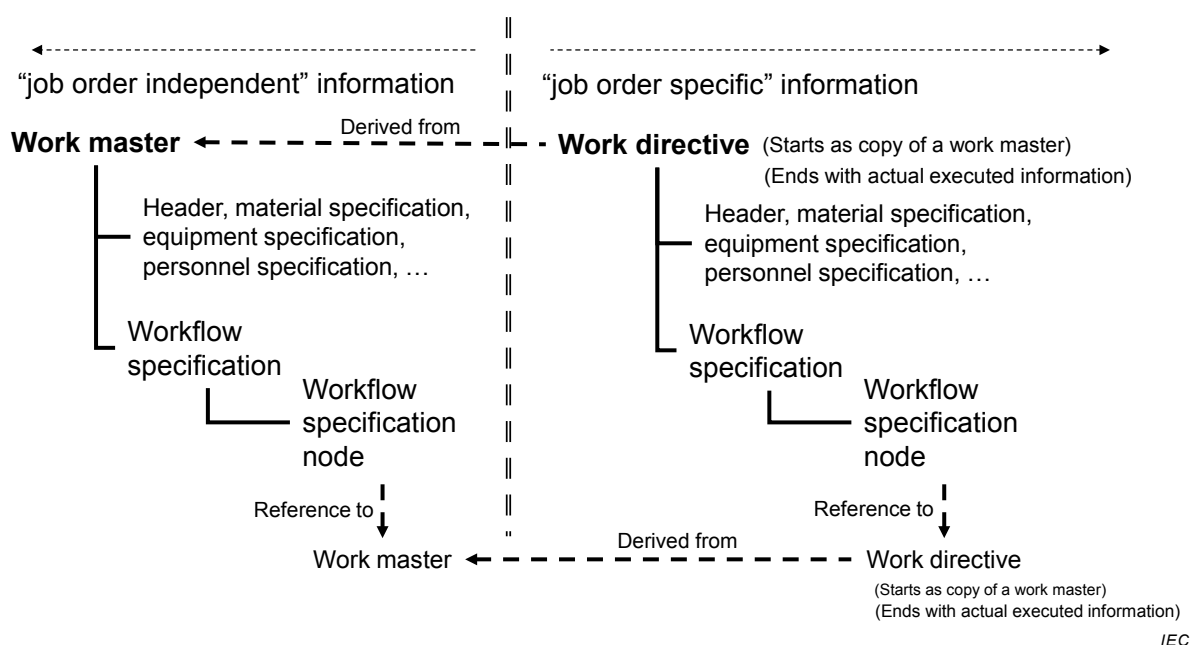 “job order independent” information
“job order specific” information
Work master
Derived from
Work directive (Starts as copy of a work master)
(Ends with actual executed information)
Header, material specification,
equipment specification,
personnel specification, …
Header, material specification,
equipment specification,
personnel specification, …
Workflow
specification
Workflow
specification
Workflow
specification
node
Workflow
specification
node
Reference to
Reference to
Work master
Derived from
Work directive
(Starts as copy of a work master)
(Ends with actual executed information)
IEC